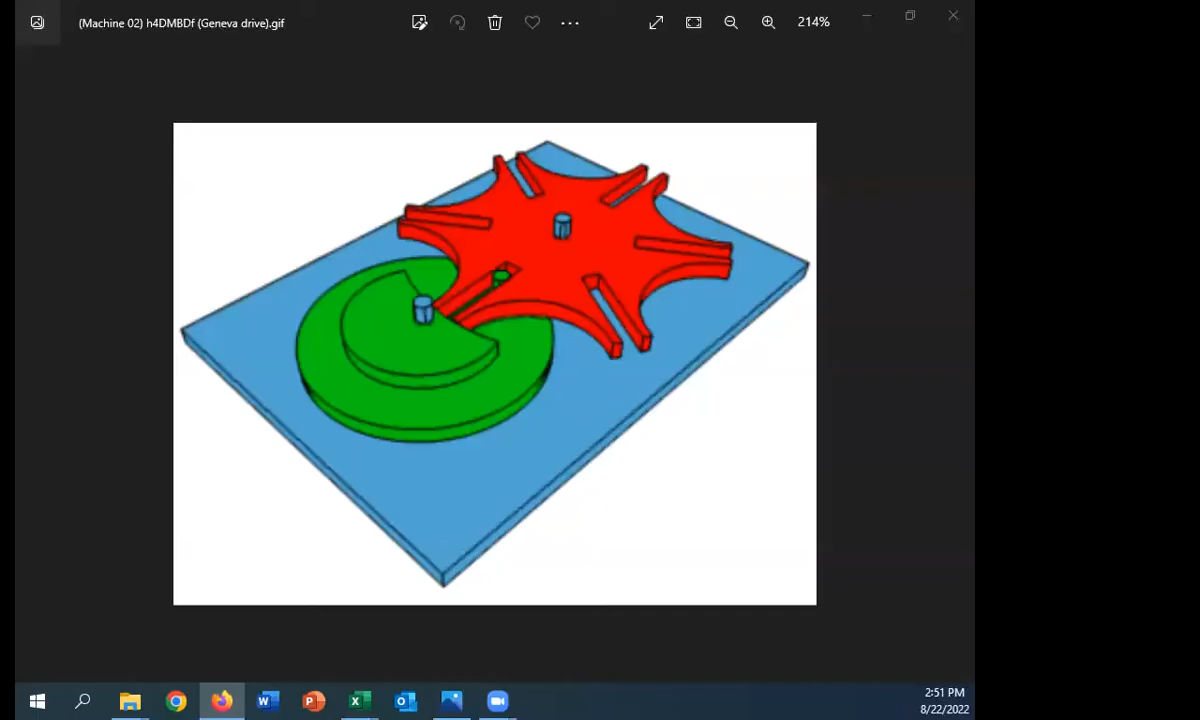 (Machine 02) h4DMBDf (Geneva drive).gif
214%
W
P
X
O
2:51 PM
8/22/2022